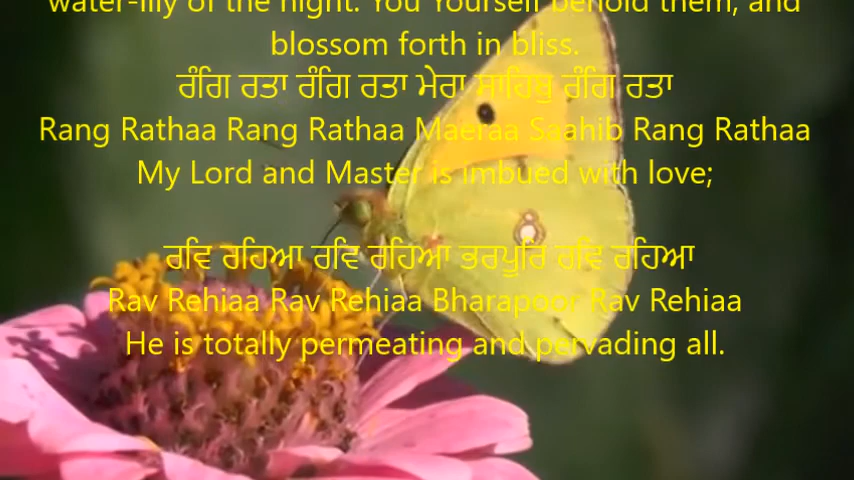 water-lily of the night. You Yourself behold them, and
blossom forth in bliss.
ਰੰਗਿ ਰਤਾ ਰੰਗਿ ਰਤਾ ਮੇਰਾ ਸਾਹਿਬੁ ਰੰਗਿ ਰਤਾ
Rang Rathaa Rang Rathaa Maeraa Saahib Rang Rathaa
My Lord and Master is imbued with love;
ਰਵਿ ਰਹਿਆ ਰਵਿ ਰਹਿਆ ਭਰਪੂਰਿ ਰਵਿ ਰਹਿਆ
Rav Rehiaa Rav Rehiaa Bharapoor Rav Rehiaa
He is totally permeating and pervading all.